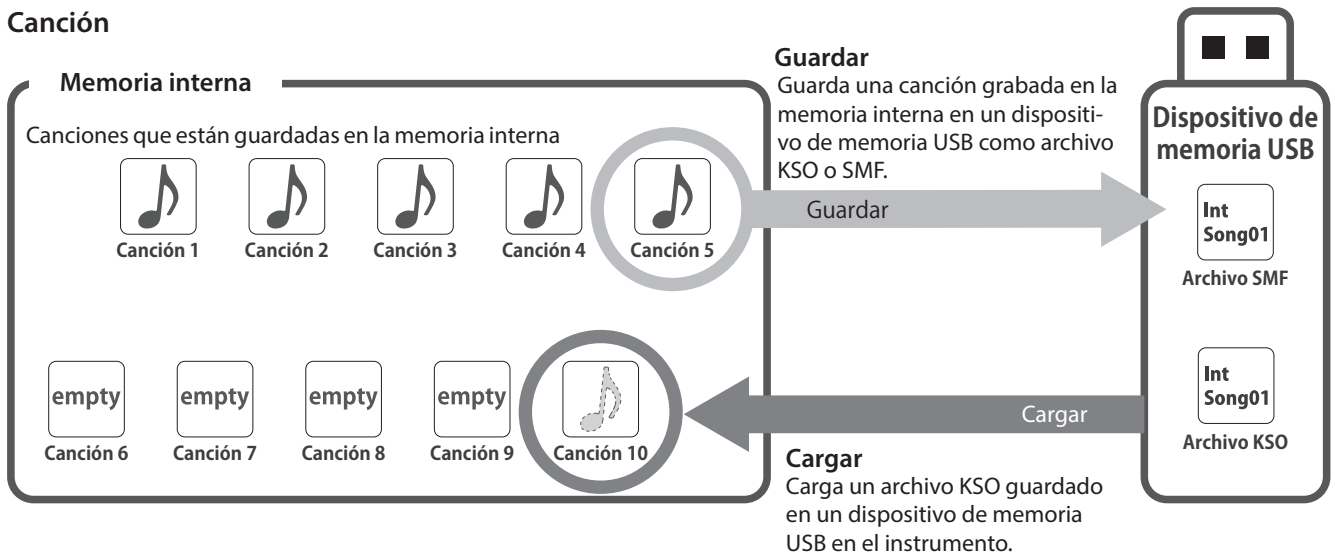 Canción
Memoria interna
Canciones que están guardadas en la memoria interna
Canción 1
Canción 2
Canción 3
Canción 4
Canción 5
empty
empty
empty
empty
Canción 6
Canción 7
Canción 8
Canción 9
Canción 10
Guardar
Guarda una canción grabada en la
memoria interna en un dispositi-
vo de memoria USB como archivo
KSO o SMF.
Guardar
Cargar
Cargar
Carga un archivo KSO guardado
en un dispositivo de memoria
USB en el instrumento.
Dispositivo de
memoria USB
Int
Song01
Archivo SMF
Int
Song01
Archivo KSO